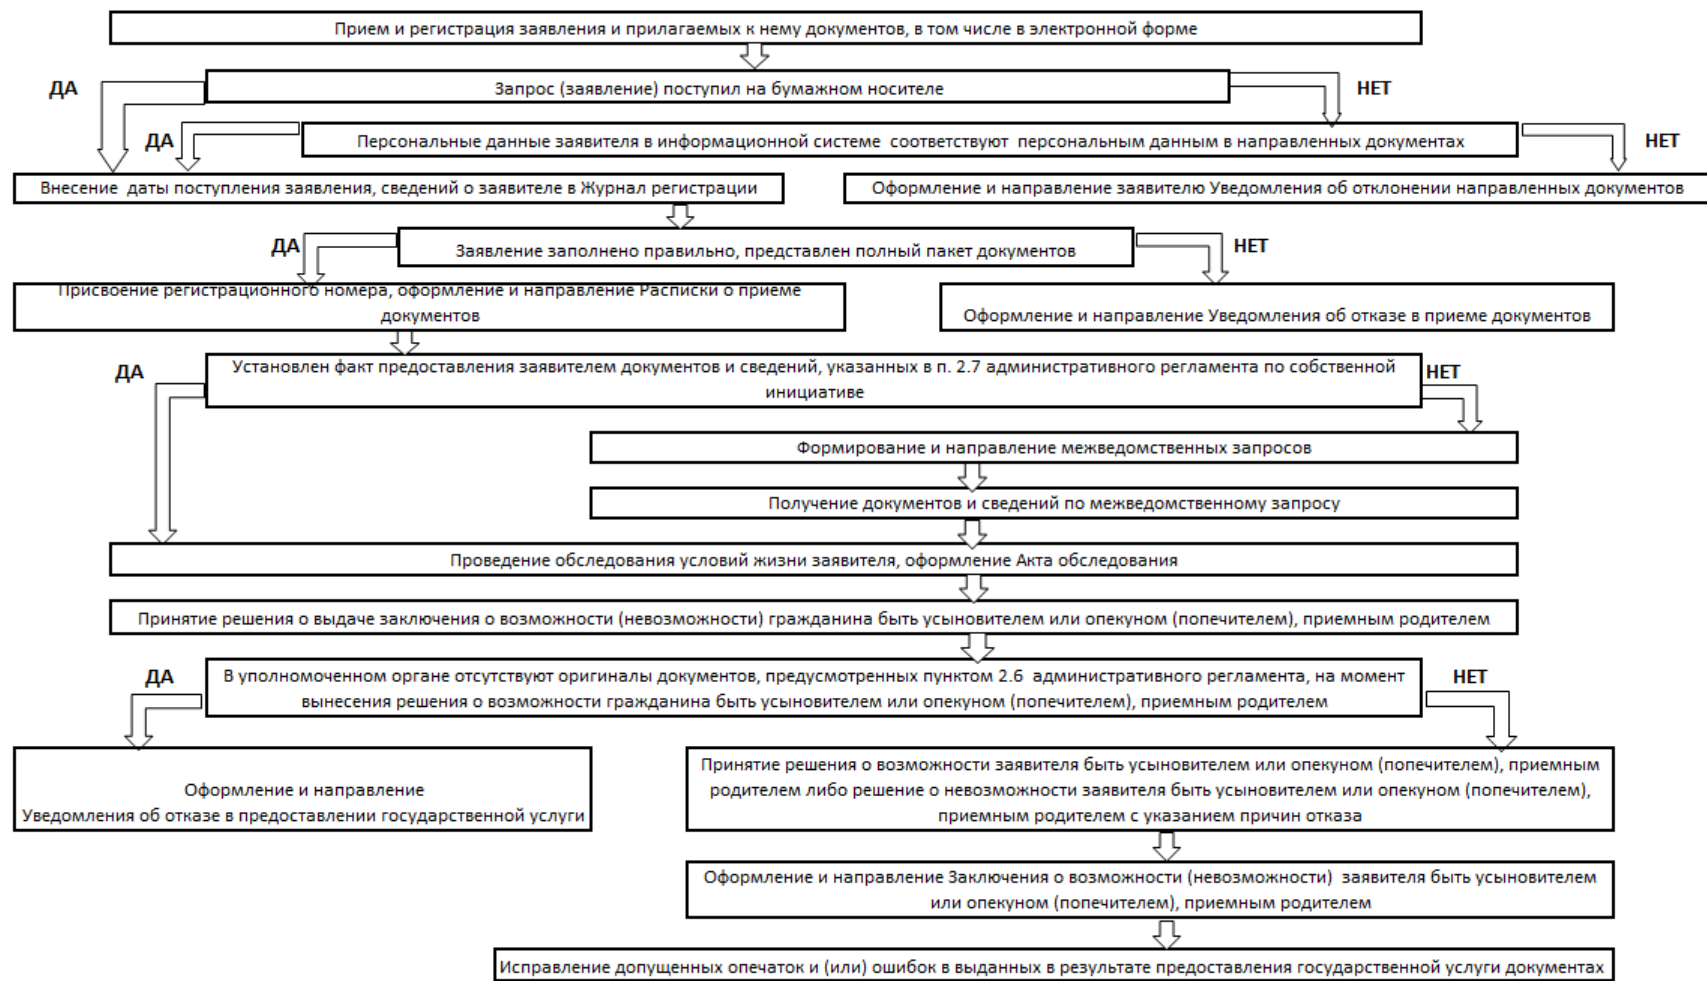 Прием и регистрация заявления и прилагаемых к нему документов, в том числе в электронной форме
ДА
Запрос (заявление) поступил на бумажном носителе
НЕТ
ДА
Персональные данные заявителя в информационной системе соответствуют персональным данным в направленных документах
НЕТ
Внесение даты поступления заявления, сведений о заявителе в Журнал регистрации
Оформление и направление заявителю Уведомления об отклонении направленных документов
ДА
Заявление заполнено правильно, представлен полный пакет документов
НЕТ
Присвоение регистрационного номера, оформление и направление Расписки о приеме
документов
Оформление и направление Уведомления об отказе в приеме документов
ДА
Установлен факт предоставления заявителем документов и сведений, указанных в п. 2.7 административного регламента по собственной
инициативе
НЕТ
Формирование и направление межведомственных запросов
Получение документов и сведений по межведомственному запросу
Проведение обследования условий жизни заявителя, оформление Акта обследования
Принятие решения о выдаче заключения о возможности (невозможности) гражданина быть усыновителем или опекуном (попечителем), приемным родителем
ДА
В уполномоченном органе отсутствуют оригиналы документов, предусмотренных пунктом 2.6 административного регламента, на момент
вынесения решения о возможности гражданина быть усыновителем или опекуном (попечителем), приемным родителем
НЕТ
Оформление и направление
Уведомления об отказе в предоставлении государственной услуги
Принятие решения о возможности заявителя быть усыновителем или опекуном (попечителем), приемным
родителем либо решение о невозможности заявителя быть усыновителем или опекуном (попечителем),
приемным родителем с указанием причин отказа
Оформление и направление Заключения о возможности (невозможности) заявителя быть усыновителем
или опекуном (попечителем), приемным родителем
Исправление допущенных опечаток и (или) ошибок в выданных в результате предоставления государственной услуги документах